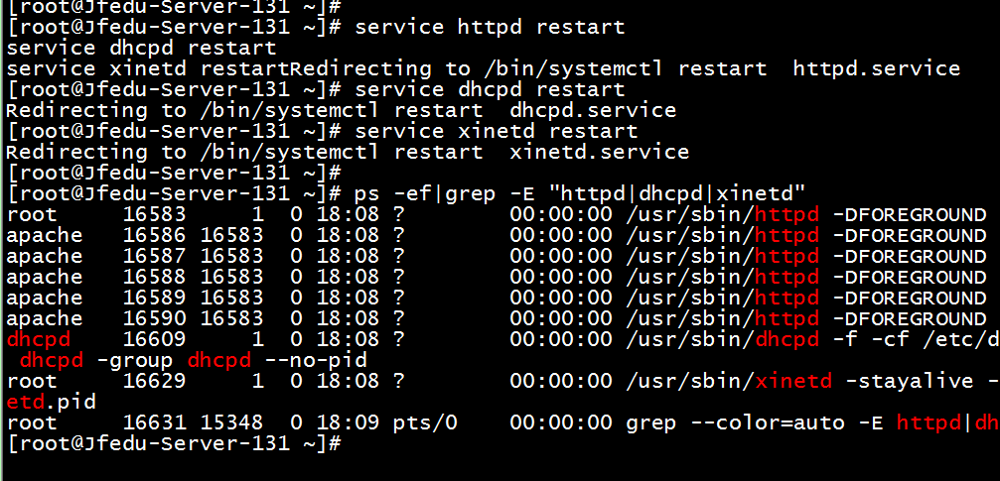 [root@Jfedu-Server-131 ~]#
[root@Jfedu-Server-131 ~]# service httpd restart
service dhcpd restart
service xinetd restartRedirecting to /bin/systemctl restart  httpd.service
[root@Jfedu-Server-131 ~]# service dhcpd restart
Redirecting to /bin/systemctl restart  dhcpd.service
[root@Jfedu-Server-131 ~]# service xinetd restart
Redirecting to /bin/systemctl restart  xinetd.service
[root@Jfedu-Server-131 ~]#
[root@Jfedu-Server-131 ~]# ps -ef|grep -E "httpd|dhcpd|xinetd"
root     16583     1  0 18:08 ?        00:00:00 /usr/sbin/httpd -DFOREGROUND
apache   16586 16583  0 18:08 ?        00:00:00 /usr/sbin/httpd -DFOREGROUND
apache   16587 16583  0 18:08 ?        00:00:00 /usr/sbin/httpd -DFOREGROUND
apache   16588 16583  0 18:08 ?        00:00:00 /usr/sbin/httpd -DFOREGROUND
apache   16589 16583  0 18:08 ?        00:00:00 /usr/sbin/httpd -DFOREGROUND
apache   16590 16583  0 18:08 ?        00:00:00 /usr/sbin/httpd -DFOREGROUND
dhcpd    16609     1  0 18:08 ?        00:00:00 /usr/sbin/dhcpd -f -cf /etc/d
 dhcpd -group dhcpd --no-pid
root     16629     1  0 18:08 ?        00:00:00 /usr/sbin/xinetd -stayalive -
etd.pid
root     16631 15348  0 18:09 pts/0    00:00:00 grep --color=auto -E httpd|dh
[root@Jfedu-Server-131 ~]#